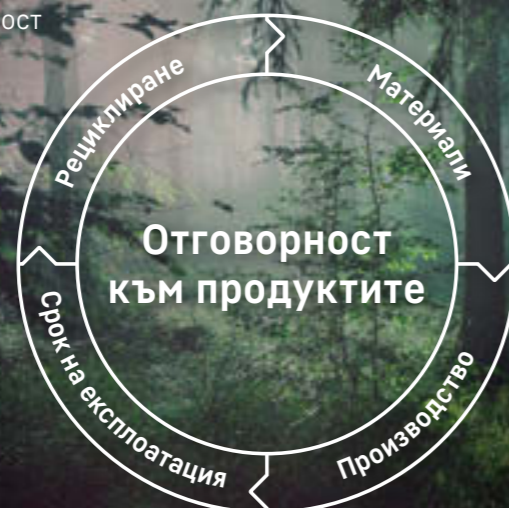 ост
Рециклиране
Материали
Отговорност
към продуктите
Срок на експлоатация
Производство